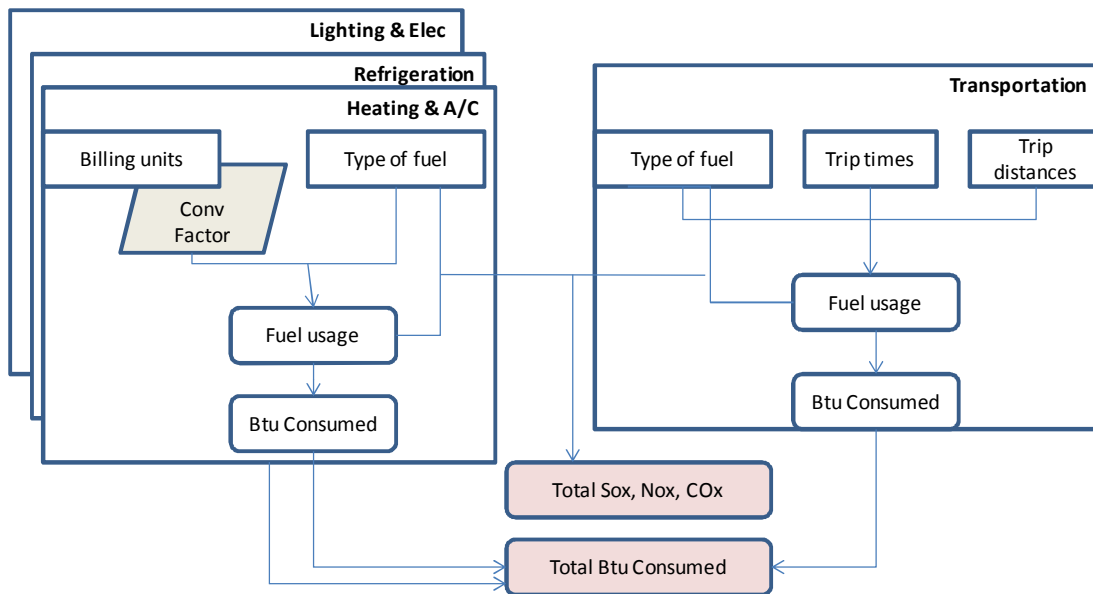 Lighting & Elec
Refrigeration
Heating & A/C
Billing units
Type of fuel
Conv
Factor
Fuel usage
Btu Consumed
Transportation
Type of fuel
Trip times
Trip
distances
Fuel usage
Btu Consumed
Total Sox, Nox, COx
Total Btu Consumed